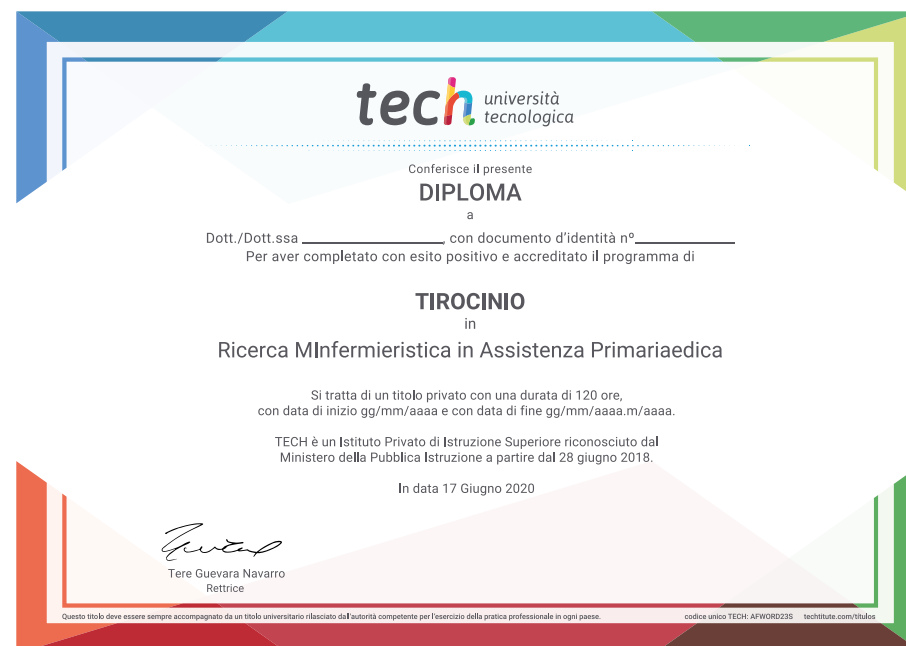 tech università
tecnologica
Conferisce il presente
DIPLOMA
a
Dott./Dott.ssa ____________________, con documento d'identità nº______________
Per aver completato con esito positivo e accreditato il programma di
TIROCINIO
in
Ricerca MInfermieristica in Assistenza Primariaedica
Si tratta di un titolo privato con una durata di 120 ore,
con data di inizio gg/mm/aaaa e con data di fine gg/mm/aaaa.m/aaaa.
TECH è un Istituto Privato di Istruzione Superiore riconosciuto dal
Ministero della Pubblica Istruzione a partire dal 28 giugno 2018.
In data 17 Giugno 2020
Tere Guevara Navarro
Rettrice
Questo titolo deve essere sempre accompagnato da un titolo universitario rilasciato dall'autorità competente per l'esercizio della pratica professionale in ogni paese. codice unico TECH: AFWORD23S techtitute.com/titulos